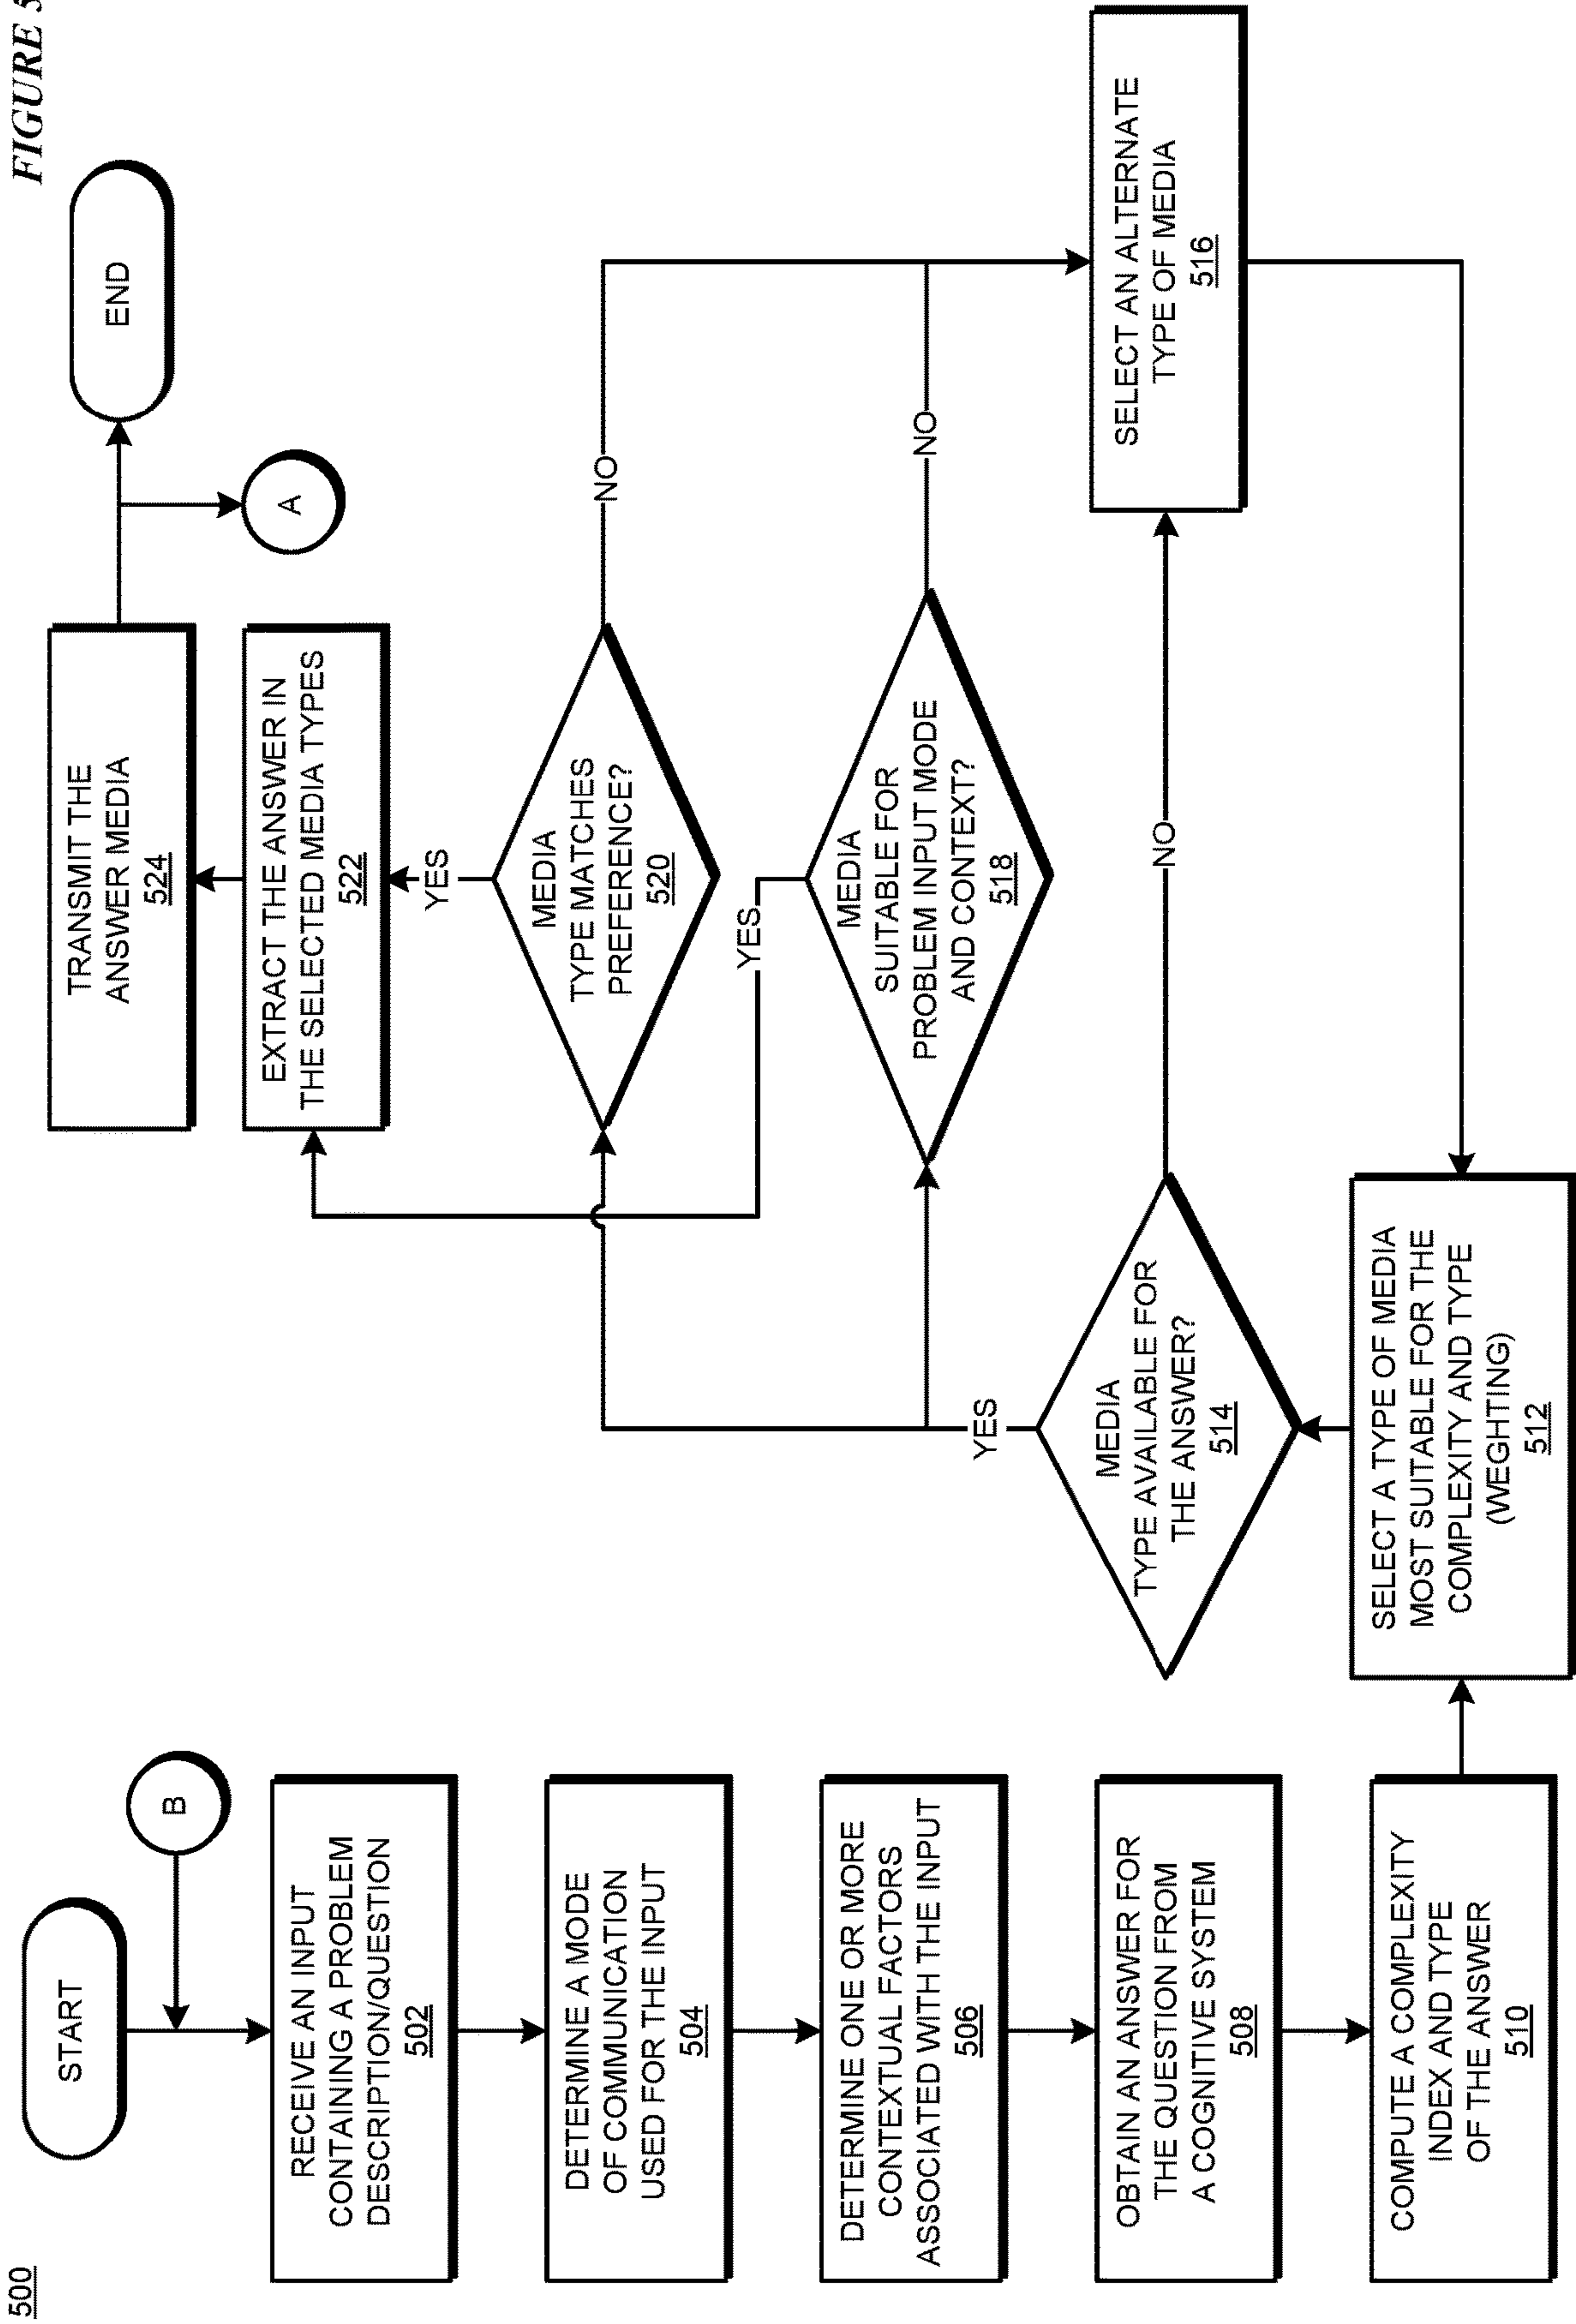 FIGURE 5
500
START
B
RECEIVE AN INPUT
CONTAINING A PROBLEM
DESCRIPTION/QUESTION
502
DETERMINE A MODE
OF COMMUNICATION
USED FOR THE INPUT
504
DETERMINE ONE OR MORE
CONTEXTUAL FACTORS
ASSOCIATED WITH THE INPUT
506
OBTAIN AN ANSWER FOR
THE QUESTION FROM
A COGNITIVE SYSTEM
508
COMPUTE A COMPLEXITY
INDEX AND TYPE
OF THE ANSWER
510
SELECT A TYPE OF MEDIA
MOST SUITABLE FOR THE
COMPLEXITY AND TYPE
(WEGHTING)
512
MEDIA
TYPE AVAILABLE FOR
THE ANSWER?
514
YES
NO
SELECT AN ALTERNATE
TYPE OF MEDIA
516
MEDIA
SUITABLE FOR
PROBLEM INPUT MODE
AND CONTEXT?
518
YES
NO
MEDIA
TYPE MATCHES
PREFERENCE?
520
YES
NO
EXTRACT THE ANSWER IN
THE SELECTED MEDIA TYPES
522
TRANSMIT THE
ANSWER MEDIA
524
A
END